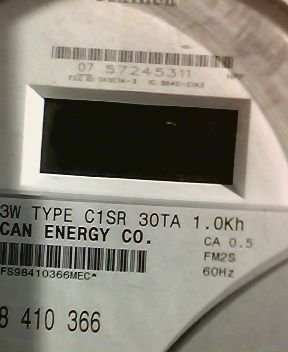 07 57245311
3W TYPE C1SR 30TA 1.0Kh
CAN ENERGY CO.
CA 0.5
FM2S
60Hz
FS98410366MEC*
8 410 366